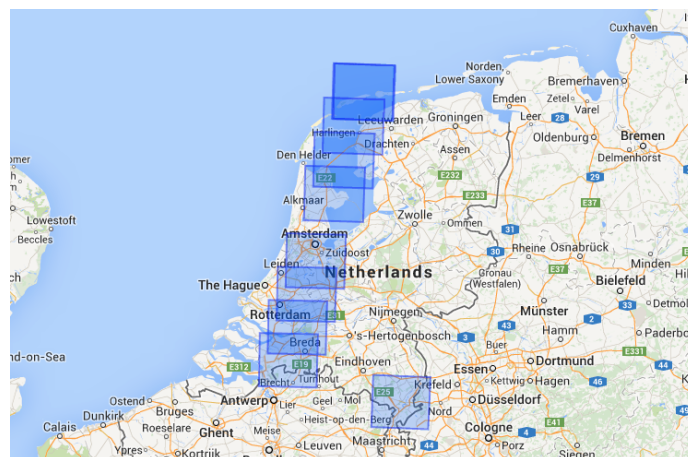 Cuxhaven
Norden,
Lower Saxony
Bremerhaven
Emden
Zetel
Varel
Leeuwarden
Groningen
Leer
28
Oldenburg
Bremen
Harlingen
Drachten
Assen
Delmenhorst
Den Helder
E22
E232
29
E233
E37
Alkmaar
Zwolle
Ommen
Lowestoft
Beccles
31
Amsterdam
Zuidoost
30
Rheine
Osnabrück
Leiden
Netherlands
Gronau
(Westfalen)
E37
Minden
Bielefeld
The Hague
33
Münster
Detmo
Rotterdam
Nijmegen
's-Hertogenbosch
43
2
Hamm
Paderbo
3
Buer
Breda
E331
nd-on-Sea
E312
E19
Eindhoven
Essen
Dortmund
Brecht
Turnhout
Krefeld
Kettwig
Hagen
46
44
E25
Ostend
Bruges
Antwerp
Lier
Geel
Mol
Nord
Düsseldorf
Dunkirk
Roeselare
Heist-op-den-Berg
45
Calais
Ghent
Meise
Maastricht
Cologne
4
Ypres
Kortrijk
Leuven
44
Porz
Siegen